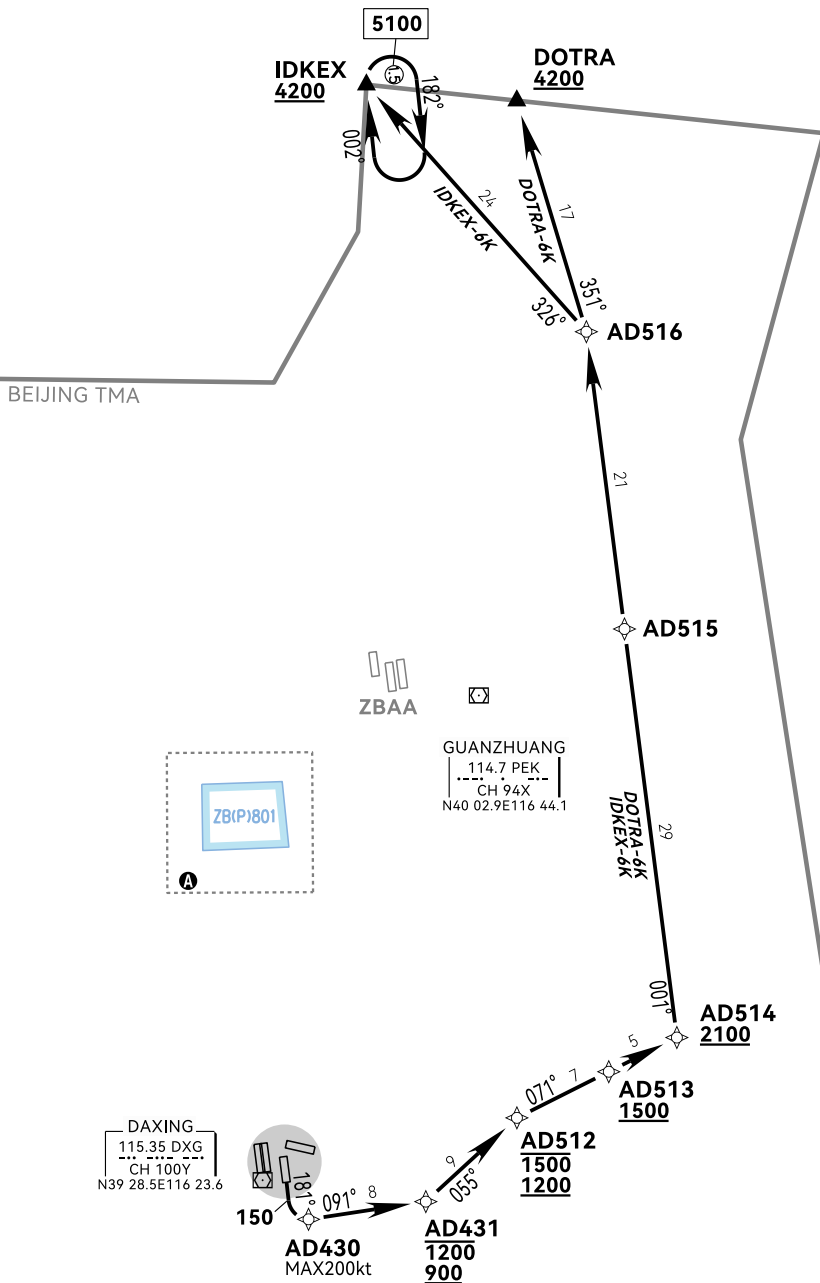 5100
IDKEX
4200
DOTRA
4200
1.5
182°
002°
24
IDKEX-6K
17
DOTRA-6K
326°
351°
AD516
BEIJING TMA
21
AD515
ZBAA
GUANZHUANG
114.7 PEK
CH 94X
N40 02.9E116 44.1
ZB(P)801
A
29
DOTRA-6K
IDKEX-6K
001°
AD514
2100
5
7
071°
AD513
1500
AD512
1500
1200
9
055°
DAXING
115.35 DXG
CH 100Y
N39 28.5E116 23.6
181°
150
091°
8
AD430
MAX200kt
AD431
1200
900